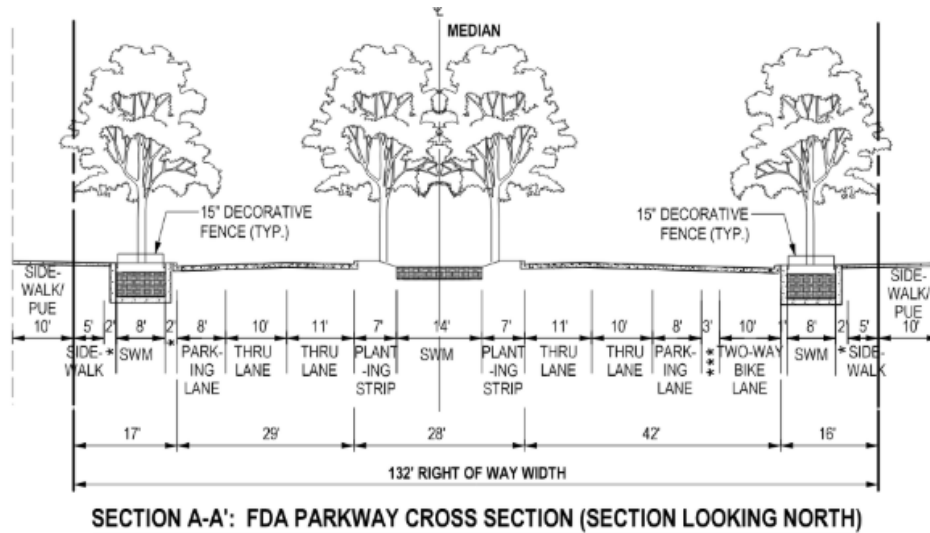 ℄
MEDIAN
15" DECORATIVE
FENCE (TYP.)
15" DECORATIVE
FENCE (TYP.)
SIDE-
WALK/
PUE
SIDE-
WALK/
PUE
10' 5' 2' 8' 2' 8' 10' 11' 7' 14' 7' 11' 10' 8' 3' 10' 1' 8' 2' 5' 10'
SIDE-
WALK
*
SWM
*
PARK-
ING
LANE
THRU
LANE
THRU
LANE
PLANT
-ING
STRIP
SWM
PLANT
-ING
STRIP
THRU
LANE
THRU
LANE
PARK-
ING
LANE
***
TWO-WAY
BIKE
LANE
SWM
*
SIDE-
WALK
17' 29' 28' 42' 16'
132' RIGHT OF WAY WIDTH
SECTION A-A': FDA PARKWAY CROSS SECTION (SECTION LOOKING NORTH)